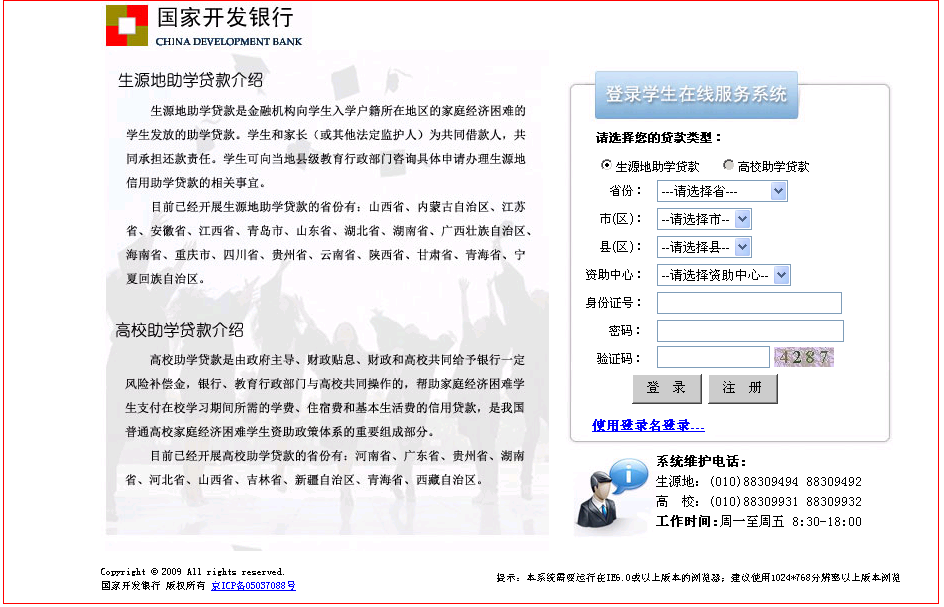 国家开发银行
CHINA DEVELOPMENT BANK
生源地助学贷款介绍
生源地助学贷款是金融机构向学生入学户籍所在地区的家庭经济困难的
学生发放的助学贷款。学生和家长（或其他法定监护人）为共同借款人，共
同承担还款责任。学生可向当地县级教育行政部门咨询具体申请办理生源地
信用助学贷款的相关事宜。
目前已经开展生源地助学贷款的省份有：山西省、内蒙古自治区、江苏
省、安徽省、江西省、青岛市、山东省、湖北省、湖南省、广西壮族自治区、
海南省、重庆市、四川省、贵州省、云南省、陕西省、甘肃省、青海省、宁
夏回族自治区。
高校助学贷款介绍
高校助学贷款是由政府主导、财政贴息、财政和高校共同给予银行一定
风险补偿金，银行、教育行政部门与高校共同操作的，帮助家庭经济困难学
生支付在校学习期间所需的学费、住宿费和基本生活费的信用贷款，是我国
普通高校家庭经济困难学生资助政策体系的重要组成部分。
目前已经开展高校助学贷款的省份有：河南省、广东省、贵州省、湖南
省、河北省、山西省、吉林省、新疆自治区、青海省、西藏自治区。
登录学生在线服务系统
请选择您的贷款类型：
生源地助学贷款 高校助学贷款
省份： ---请选择省---
市(区)： --请选择市--
县(区)： --请选择县--
资助中心： --请选择资助中心--
身份证号：
密码：
验证码： 4287
登 录 注 册
使用登录名登录...
系统维护电话：
生源地：(010)88309494 88309492
高 校：(010)88309931 88309932
工作时间:周一至周五 8:30-18:00
Copyright © 2009 All rights reserved.
国家开发银行 版权所有 京ICP备05037088号
提示：本系统需要运行在IE6.0或以上版本的浏览器；建议使用1024*768分辨率以上版本浏览